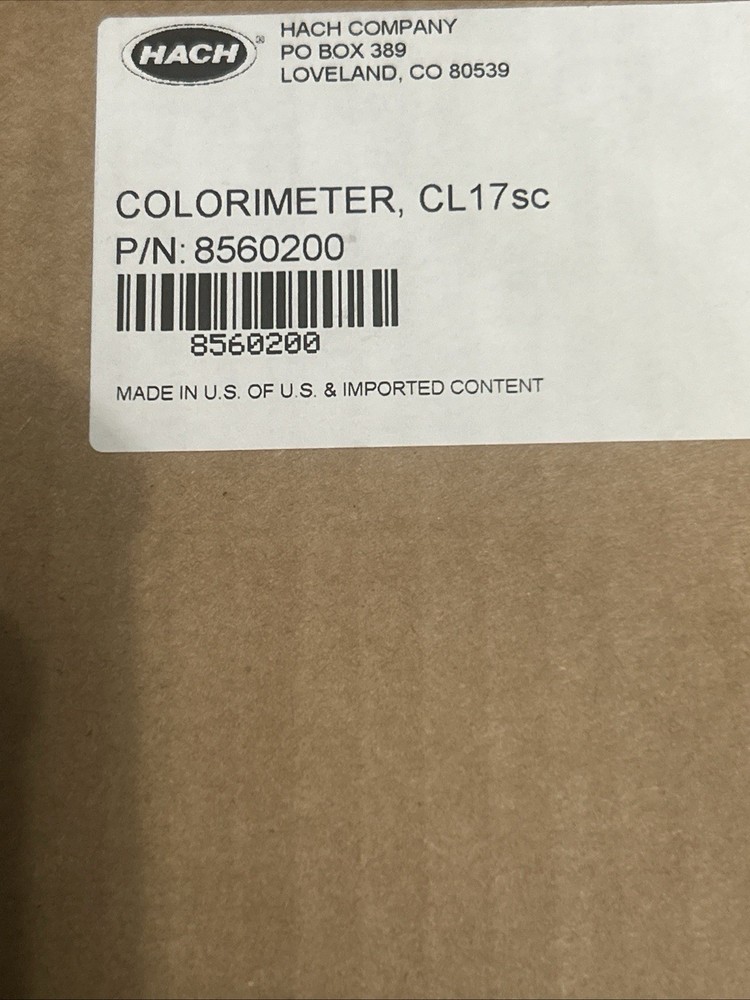 HACH®
HACH COMPANY
PO BOX 389
LOVELAND, CO 80539
COLORIMETER, CL17sc
P/N: 8560200
8560200
MADE IN U.S. OF U.S. & IMPORTED CONTENT